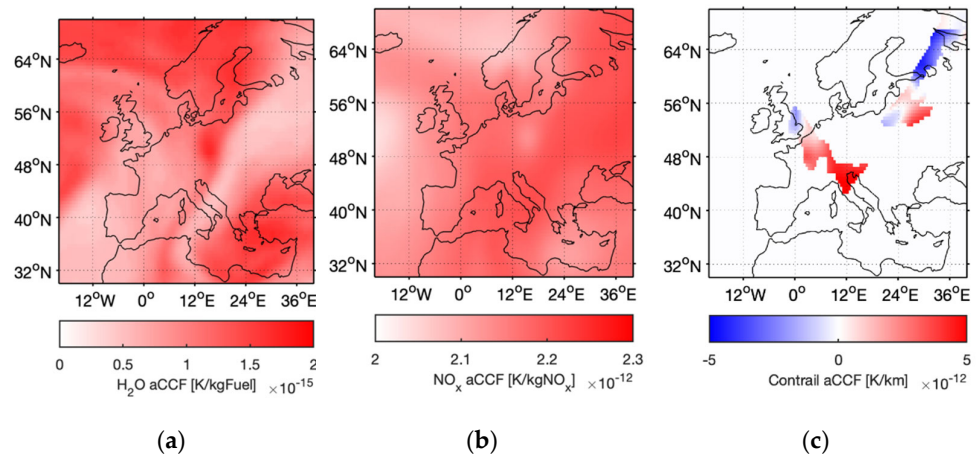 64°N
56°N
48°N
40°N
32°N
12°W 0° 12°E 24°E 36°E
0 0.5 1 1.5 2
H₂O aCCF [K/kgFuel] ×10⁻¹⁵
(a)
64°N
56°N
48°N
40°N
32°N
12°W 0° 12°E 24°E 36°E
2 2.1 2.2 2.3
NOₓ aCCF [K/kgNOₓ] ×10⁻¹²
(b)
64°N
56°N
48°N
40°N
32°N
12°W 0° 12°E 24°E 36°E
-5 0 5
Contrail aCCF [K/km] ×10⁻¹²
(c)